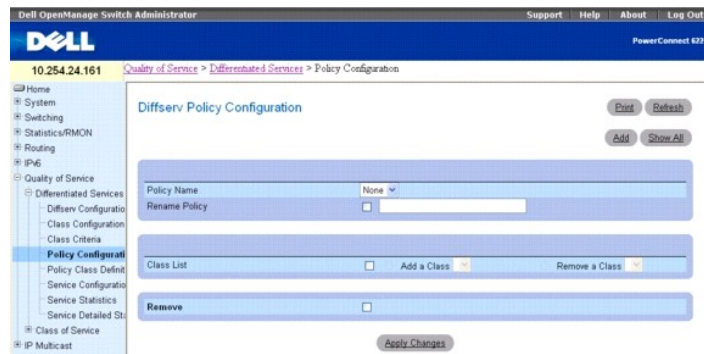 Dell OpenManage Switch Administrator
Support Help About Log Out
DELL
PowerConnect 622
10.254.24.161
Quality of Service > Differentiated Services > Policy Configuration
Home
System
Switching
Statistics/RMON
Routing
IPv6
Quality of Service
Differentiated Services
Diffserv Configuratio
Class Configuration
Class Criteria
Policy Configurati
Policy Class Definit
Service Configuratio
Service Statistics
Service Detailed Sta
Class of Service
IP Multicast
Diffserv Policy Configuration
Print Refresh
Add Show All
Policy Name None
Rename Policy
Class List Add a Class Remove a Class
Remove
Apply Changes